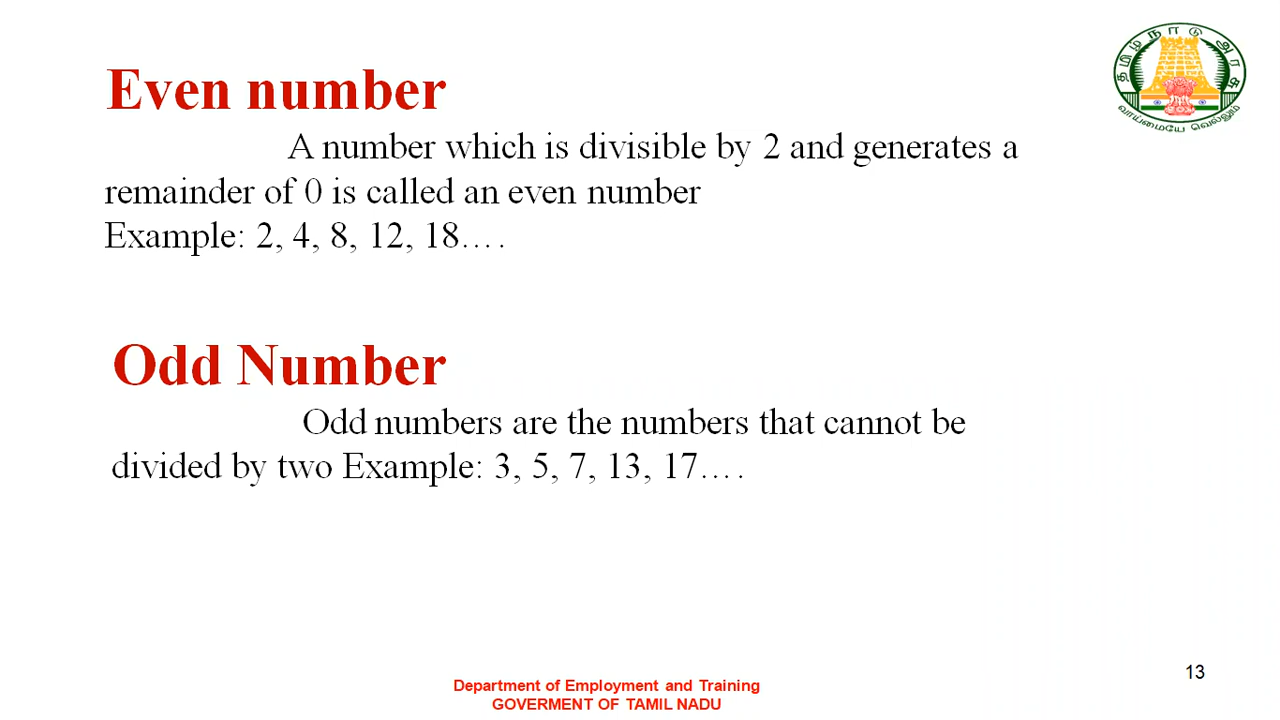 தமிழ்நாடு அரசு
Even number
A number which is divisible by 2 and generates a
remainder of 0 is called an even number
Example: 2, 4, 8, 12, 18….
வாய்மையே வெல்லும்
Odd Number
Odd numbers are the numbers that cannot be
divided by two Example: 3, 5, 7, 13, 17….
13
Department of Employment and Training
GOVERMENT OF TAMIL NADU